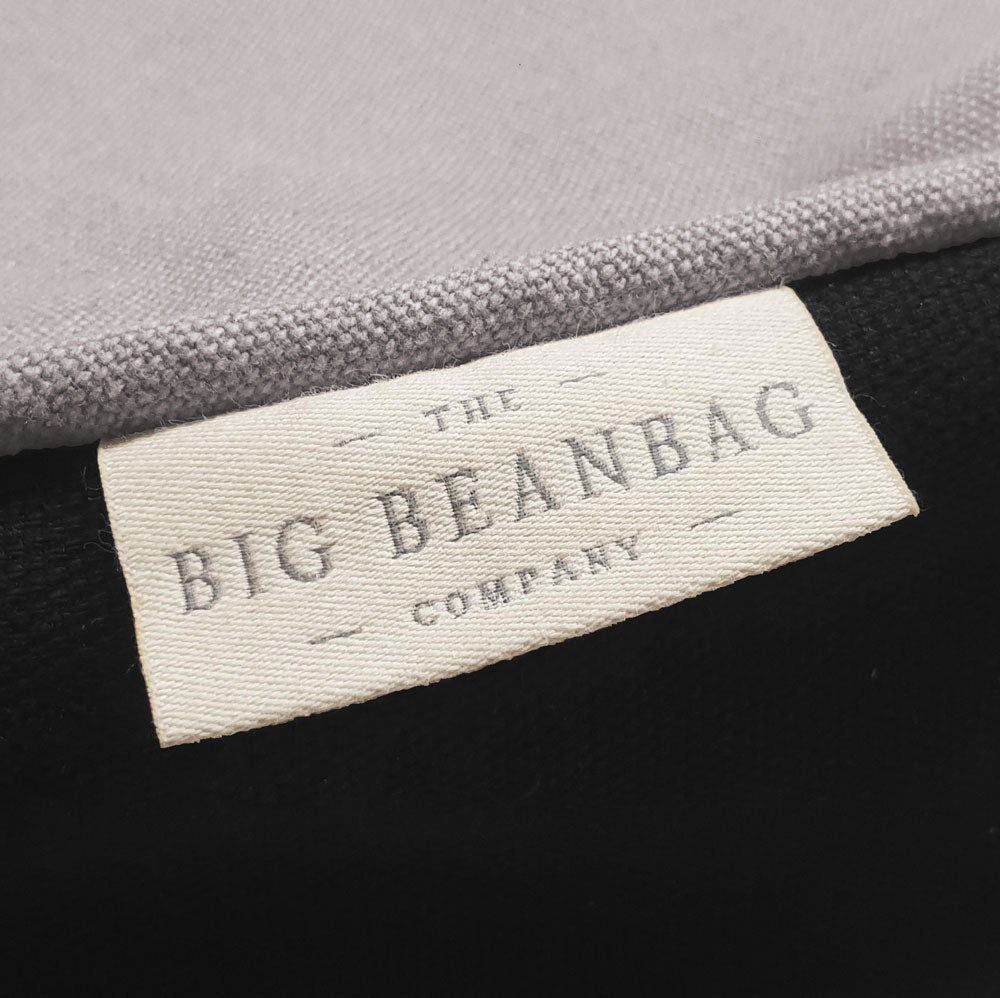 — THE —
BIG BEANBAG
— COMPANY —